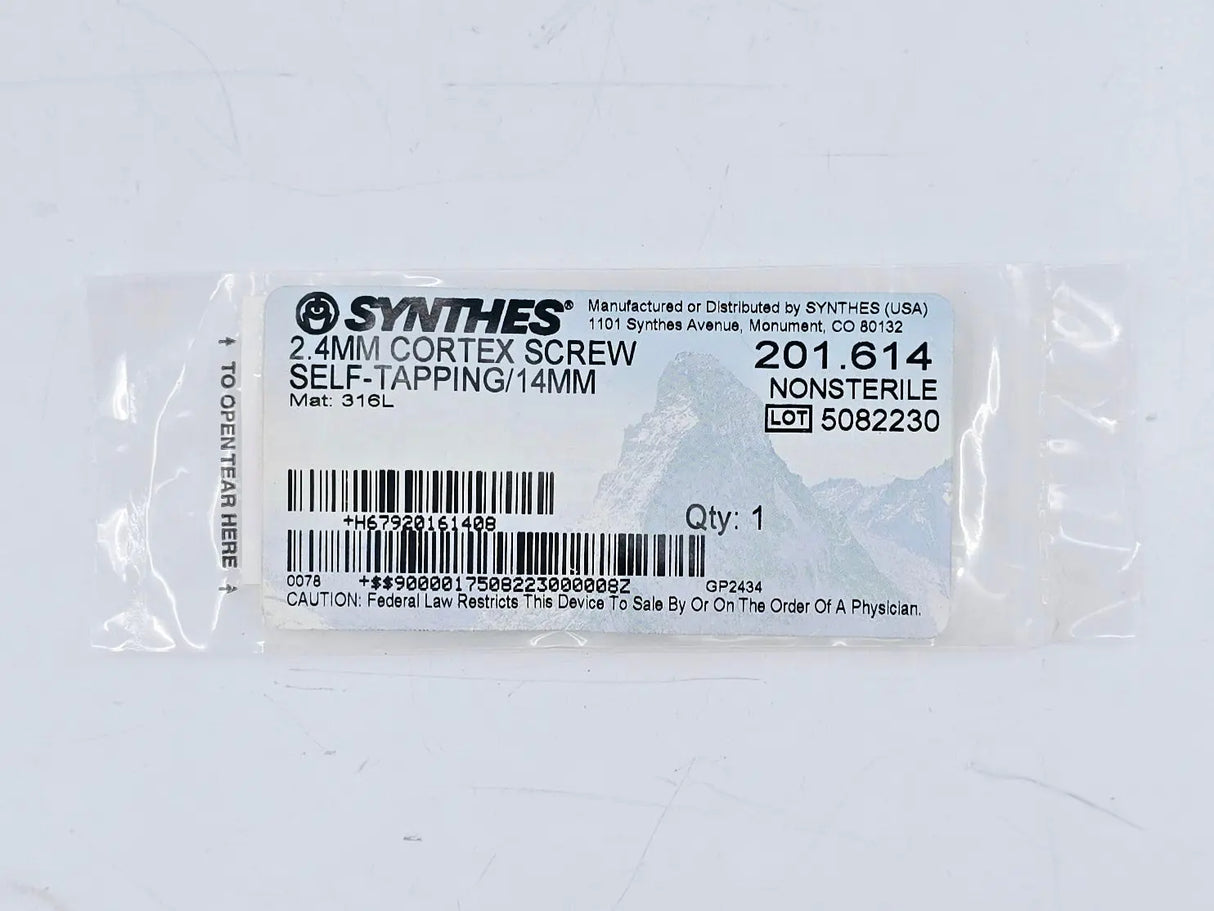 SYNTHES®
Manufactured or Distributed by SYNTHES (USA)
1101 Synthes Avenue, Monument, CO 80132
2.4MM CORTEX SCREW
SELF-TAPPING/14MM
Mat: 316L
201.614
NONSTERILE
LOT 5082230
TO OPEN TEAR HERE
+H67920161408
Qty: 1
0078 +$$9000017508223000008Z GP2434
CAUTION: Federal Law Restricts This Device To Sale By Or On The Order Of A Physician.